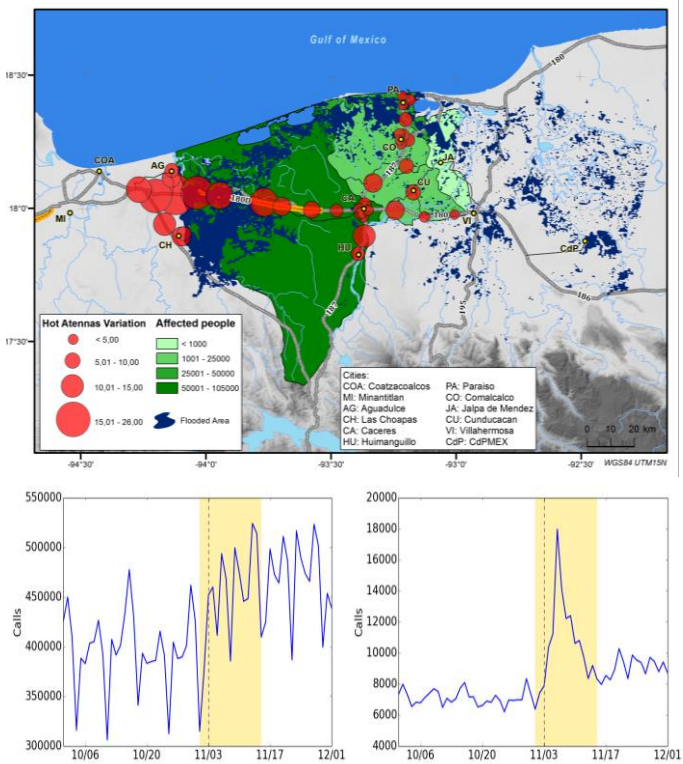 Gulf of Mexico
180
18°30'
PA
CO
187
JA
COA
AG
CU
180D
18°0'
CA
180
MI
VI
CH
HU
CdP
187
186
195
17°30'
Hot Atennas Variation
< 5,00
5,01 - 10,00
10,01 - 15,00
15,01 - 26,00
Affected people
< 1000
1001 - 25000
25001 - 50000
50001 - 105000
Flooded Area
Cities:
COA: Coatzacoalcos
MI: Minantitlan
AG: Aguadulce
CH: Las Choapas
CA: Caceres
HU: Huimanguillo
PA: Paraiso
CO: Comalcalco
JA: Jalpa de Mendez
CU: Cunducacan
VI: Villahermosa
CdP: CdPMEX
0 10 20 km
-94°30'
-94°0'
-93°30'
-93°0'
-92°30'
WGS84 UTM15N
550000
500000
450000
400000
350000
300000
Calls
10/06
10/20
11/03
11/17
12/01
20000
18000
16000
14000
12000
10000
8000
6000
4000
Calls
10/06
10/20
11/03
11/17
12/01